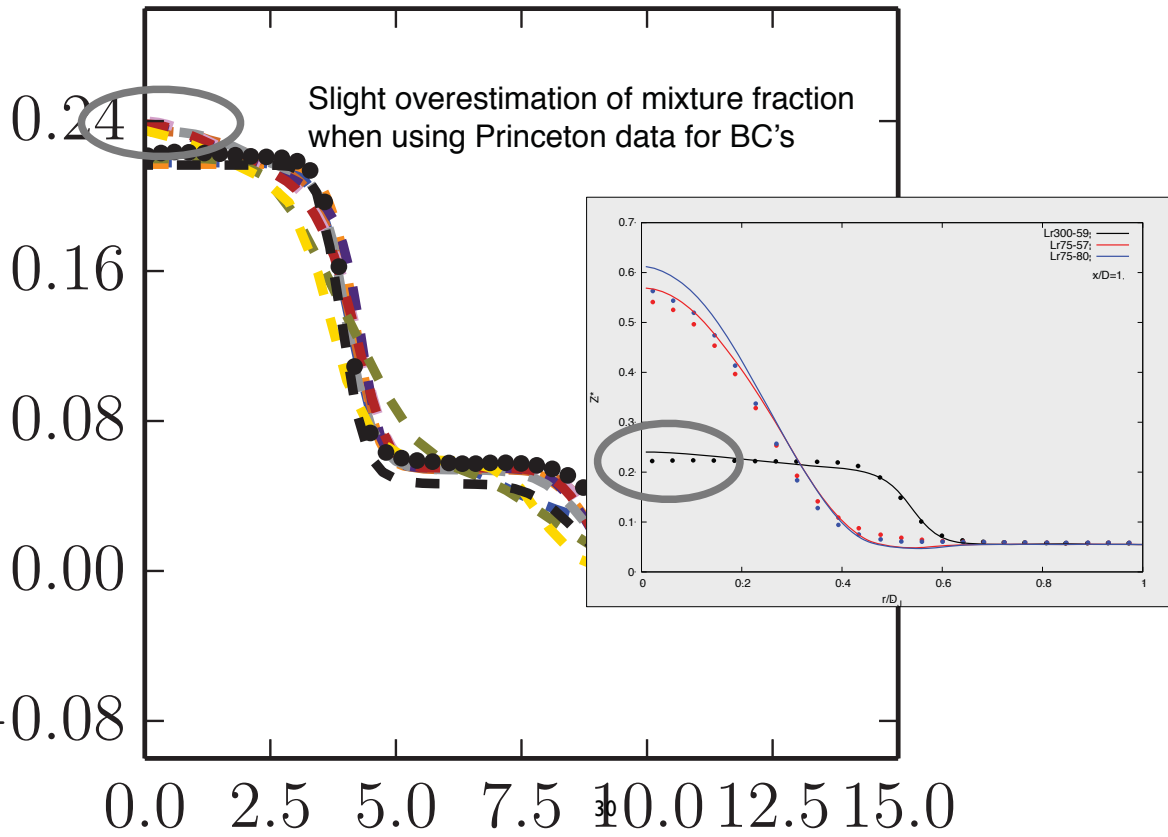 Slight overestimation of mixture fraction
when using Princeton data for BC's
0.24
0.16
0.08
0.00
-0.08
0.0 2.5 5.0 7.5 10.0 12.5 15.0
30
0.7
0.6
0.5
0.4
0.3
0.2
0.1
0
Z*
Lr300-59
Lr75-57
Lr75-80
x/D=1.
0 0.2 0.4 0.6 0.8 1
r/D